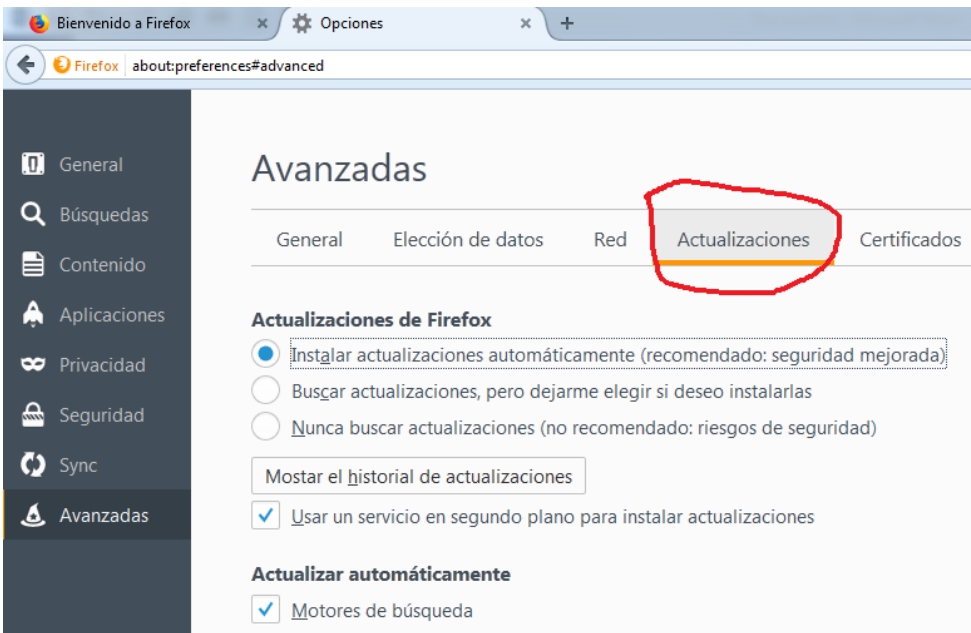 Bienvenido a Firefox
Opciones
Firefox about:preferences#advanced
General
Búsquedas
Contenido
Aplicaciones
Privacidad
Seguridad
Sync
Avanzadas
Avanzadas
General Elección de datos Red Actualizaciones Certificados
Actualizaciones de Firefox
Instalar actualizaciones automáticamente (recomendado: seguridad mejorada)
Buscar actualizaciones, pero dejarme elegir si deseo instalarlas
Nunca buscar actualizaciones (no recomendado: riesgos de seguridad)
Mostar el historial de actualizaciones
Usar un servicio en segundo plano para instalar actualizaciones
Actualizar automáticamente
Motores de búsqueda